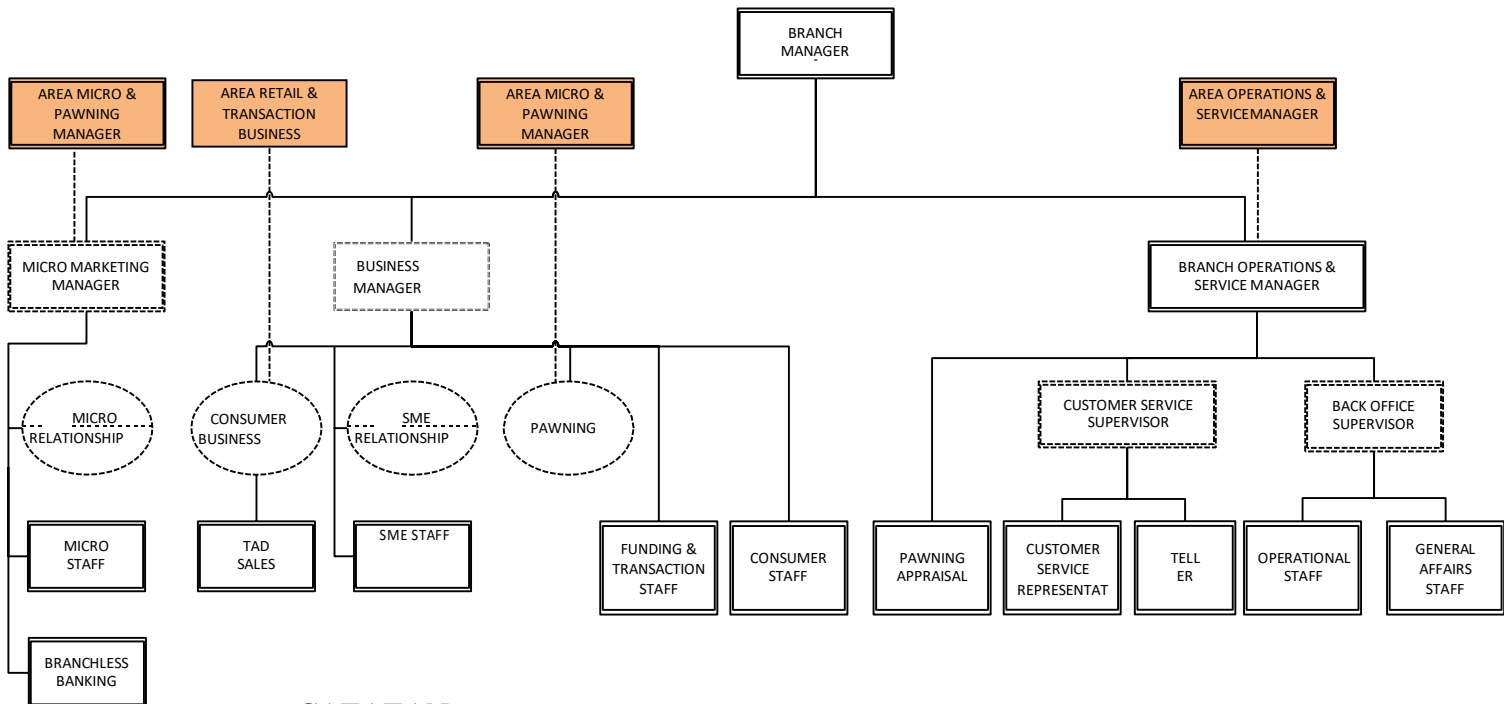 BRANCH
MANAGER
-
AREA MICRO &
PAWNING
MANAGER
AREA RETAIL &
TRANSACTION
BUSINESS
AREA MICRO &
PAWNING
MANAGER
AREA OPERATIONS &
SERVICEMANAGER
MICRO MARKETING
MANAGER
BUSINESS
MANAGER
BRANCH OPERATIONS &
SERVICE MANAGER
MICRO
RELATIONSHIP
CONSUMER
BUSINESS
SME
RELATIONSHIP
PAWNING
CUSTOMER SERVICE
SUPERVISOR
BACK OFFICE
SUPERVISOR
MICRO
STAFF
TAD
SALES
SME STAFF
FUNDING &
TRANSACTION
STAFF
CONSUMER
STAFF
PAWNING
APPRAISAL
CUSTOMER
SERVICE
REPRESENTAT
TELL
ER
OPERATIONAL
STAFF
GENERAL
AFFAIRS
STAFF
BRANCHLESS
BANKING